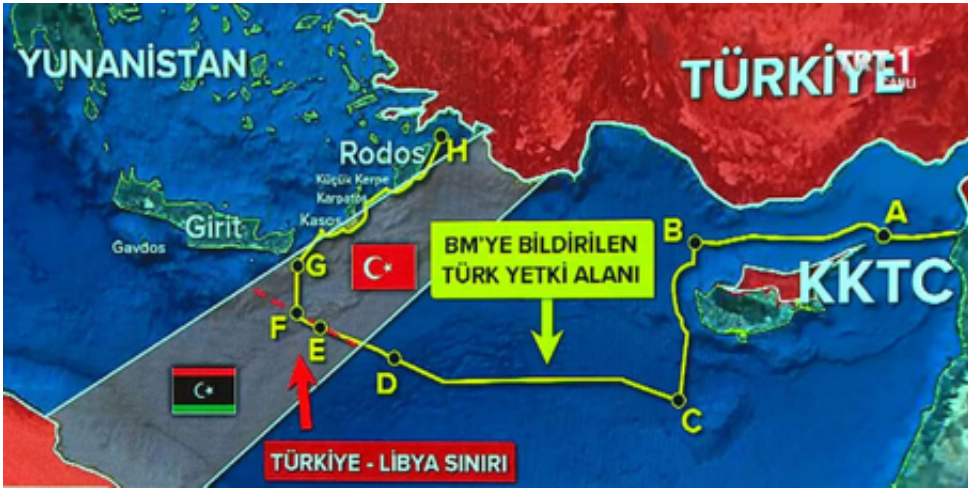 YUNANİSTAN
TÜRKİYE
TRT 1
CANLI
Rodos
H
Küçük Kerpe
Karpatos
Kasos
Girit
Gavdos
G
BM'YE BİLDİRİLEN
TÜRK YETKİ ALANI
B
A
KKTC
F
E
D
C
TÜRKİYE - LİBYA SINIRI